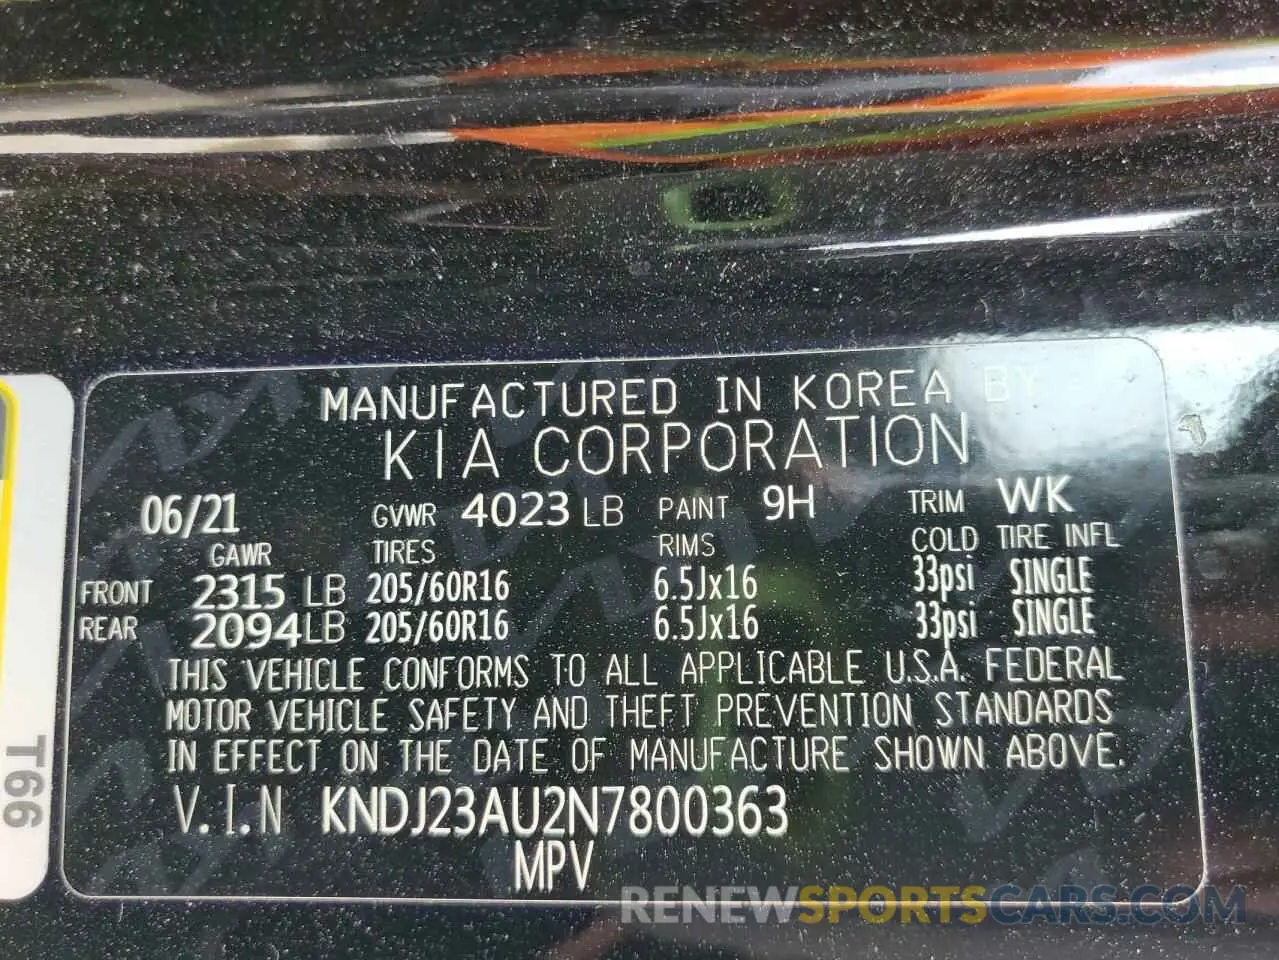 MANUFACTURED IN KOREA BY
KIA CORPORATION
06/21 GVWR 4023 LB PAINT 9H TRIM WK
GAWR TIRES RIMS COLD TIRE INFL
FRONT 2315 LB 205/60R16 6.5Jx16 33psi SINGLE
REAR 2094LB 205/60R16 6.5Jx16 33psi SINGLE
THIS VEHICLE CONFORMS TO ALL APPLICABLE U.S.A. FEDERAL
MOTOR VEHICLE SAFETY AND THEFT PREVENTION STANDARDS
IN EFFECT ON THE DATE OF MANUFACTURE SHOWN ABOVE.
V.I.N KNDJ23AU2N7800363
MPV
T66
RENEWSPORTSCARS.COM